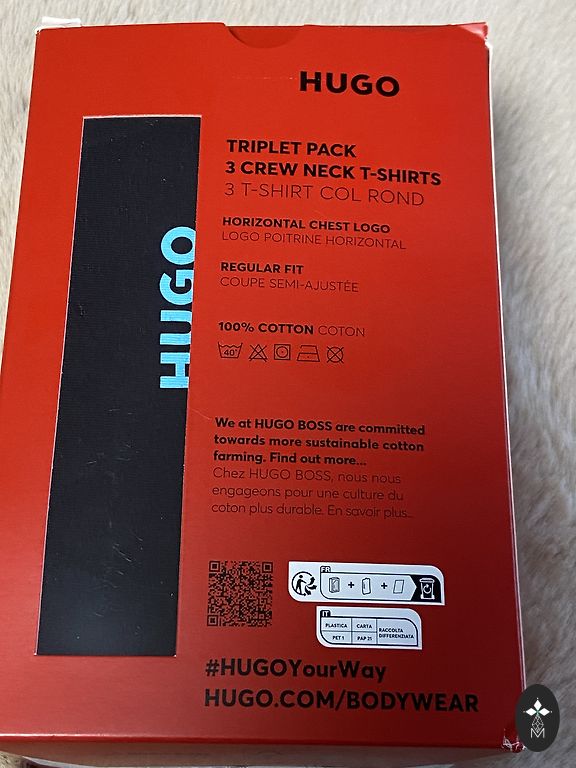 HUGO
TRIPLET PACK
3 CREW NECK T-SHIRTS
3 T-SHIRT COL ROND
HORIZONTAL CHEST LOGO
LOGO POITRINE HORIZONTAL
REGULAR FIT
COUPE SEMI-AJUSTÉE
100% COTTON COTON
40°
HUGO
We at HUGO BOSS are committed
towards more sustainable cotton
farming. Find out more...
Chez HUGO BOSS, nous nous
engageons pour une culture du
coton plus durable. En savoir plus...
FR
+ +
IT
PLASTICA CARTA RACCOLTA
DIFFERENZIATA
PET 1 PAP 21
#HUGOYourWay
HUGO.COM/BODYWEAR
M